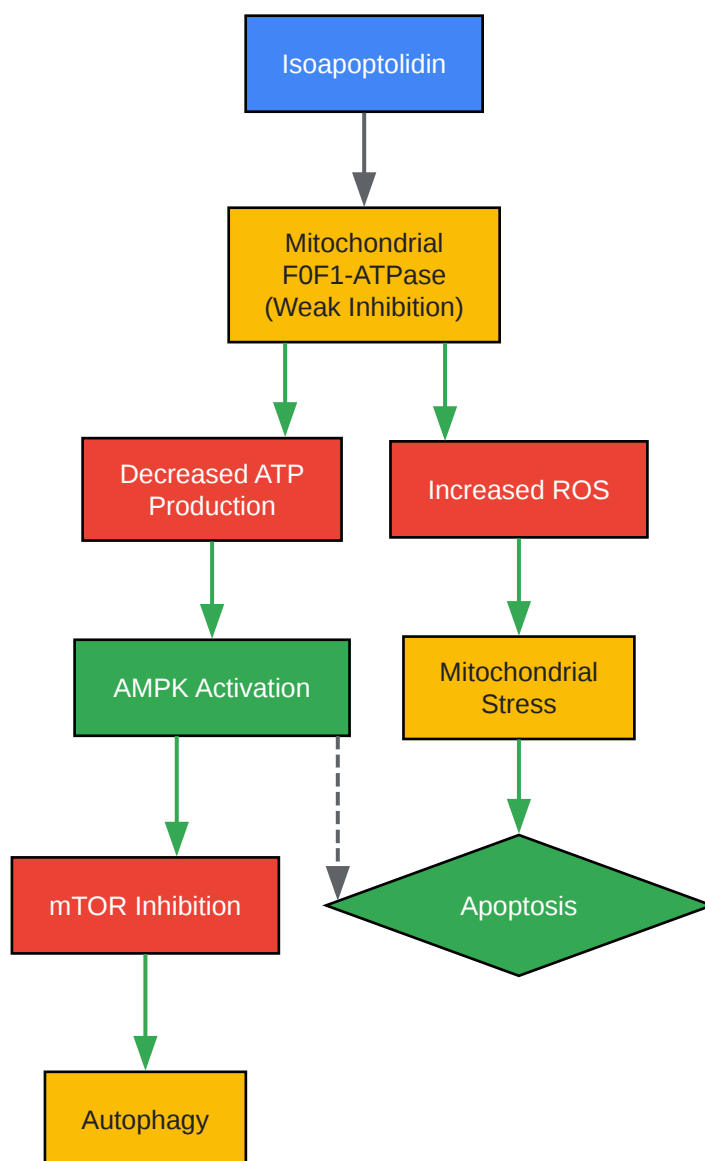 Isoapoptolidin
Mitochondrial
F0F1-ATPase
(Weak Inhibition)
Decreased ATP
Production
Increased ROS
AMPK Activation
Mitochondrial
Stress
mTOR Inhibition
Apoptosis
Autophagy